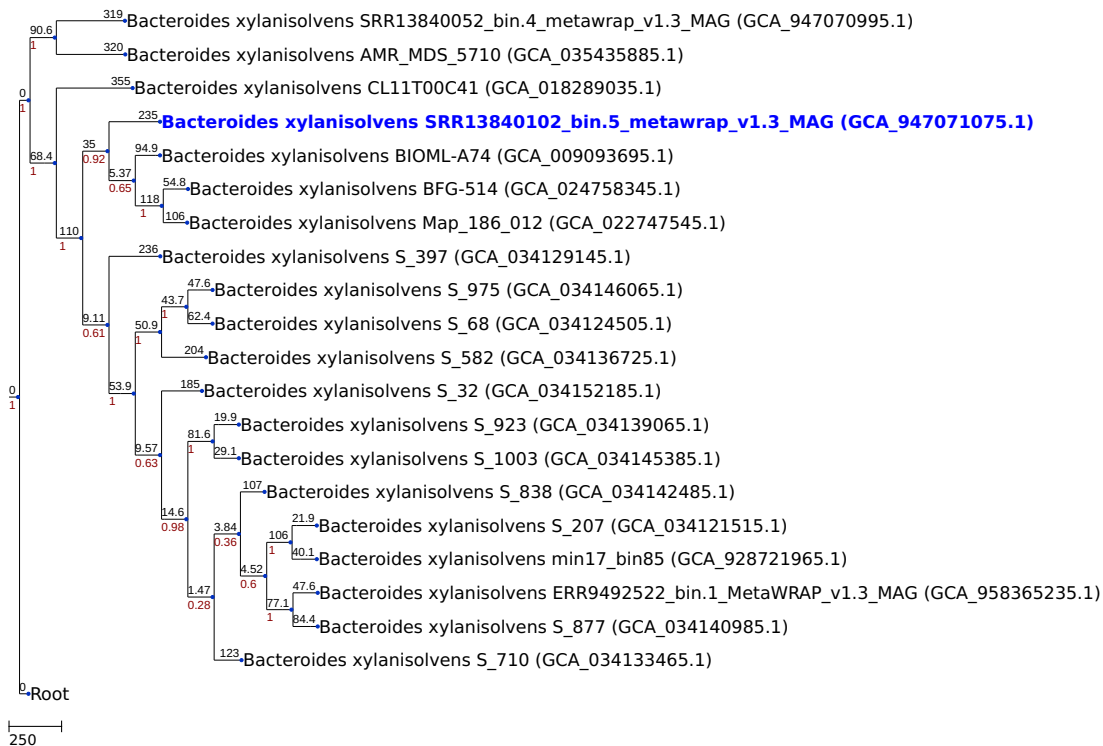 319 Bacteroides xylanisolvens SRR13840052_bin.4_metawrap_v1.3_MAG (GCA_947070995.1)
90.6
1
320 Bacteroides xylanisolvens AMR_MDS_5710 (GCA_035435885.1)
355 Bacteroides xylanisolvens CL11T00C41 (GCA_018289035.1)
0
1
235 Bacteroides xylanisolvens SRR13840102_bin.5_metawrap_v1.3_MAG (GCA_947071075.1)
35
0.92
94.9 Bacteroides xylanisolvens BIOML-A74 (GCA_009093695.1)
68.4
1
5.37
0.65
54.8 Bacteroides xylanisolvens BFG-514 (GCA_024758345.1)
118
1
106 Bacteroides xylanisolvens Map_186_012 (GCA_022747545.1)
110
1
236 Bacteroides xylanisolvens S_397 (GCA_034129145.1)
47.6 Bacteroides xylanisolvens S_975 (GCA_034146065.1)
43.7
1
62.4 Bacteroides xylanisolvens S_68 (GCA_034124505.1)
9.11
0.61
50.9
1
204 Bacteroides xylanisolvens S_582 (GCA_034136725.1)
185 Bacteroides xylanisolvens S_32 (GCA_034152185.1)
53.9
1
0
1
19.9 Bacteroides xylanisolvens S_923 (GCA_034139065.1)
81.6
1
29.1 Bacteroides xylanisolvens S_1003 (GCA_034145385.1)
9.57
0.63
107 Bacteroides xylanisolvens S_838 (GCA_034142485.1)
14.6
0.98
21.9 Bacteroides xylanisolvens S_207 (GCA_034121515.1)
3.84
0.36
106
1
40.1 Bacteroides xylanisolvens min17_bin85 (GCA_928721965.1)
4.52
0.6
47.6 Bacteroides xylanisolvens ERR9492522_bin.1_MetaWRAP_v1.3_MAG (GCA_958365235.1)
1.47
0.28
77.1
1
84.4 Bacteroides xylanisolvens S_877 (GCA_034140985.1)
123 Bacteroides xylanisolvens S_710 (GCA_034133465.1)
0 Root
250